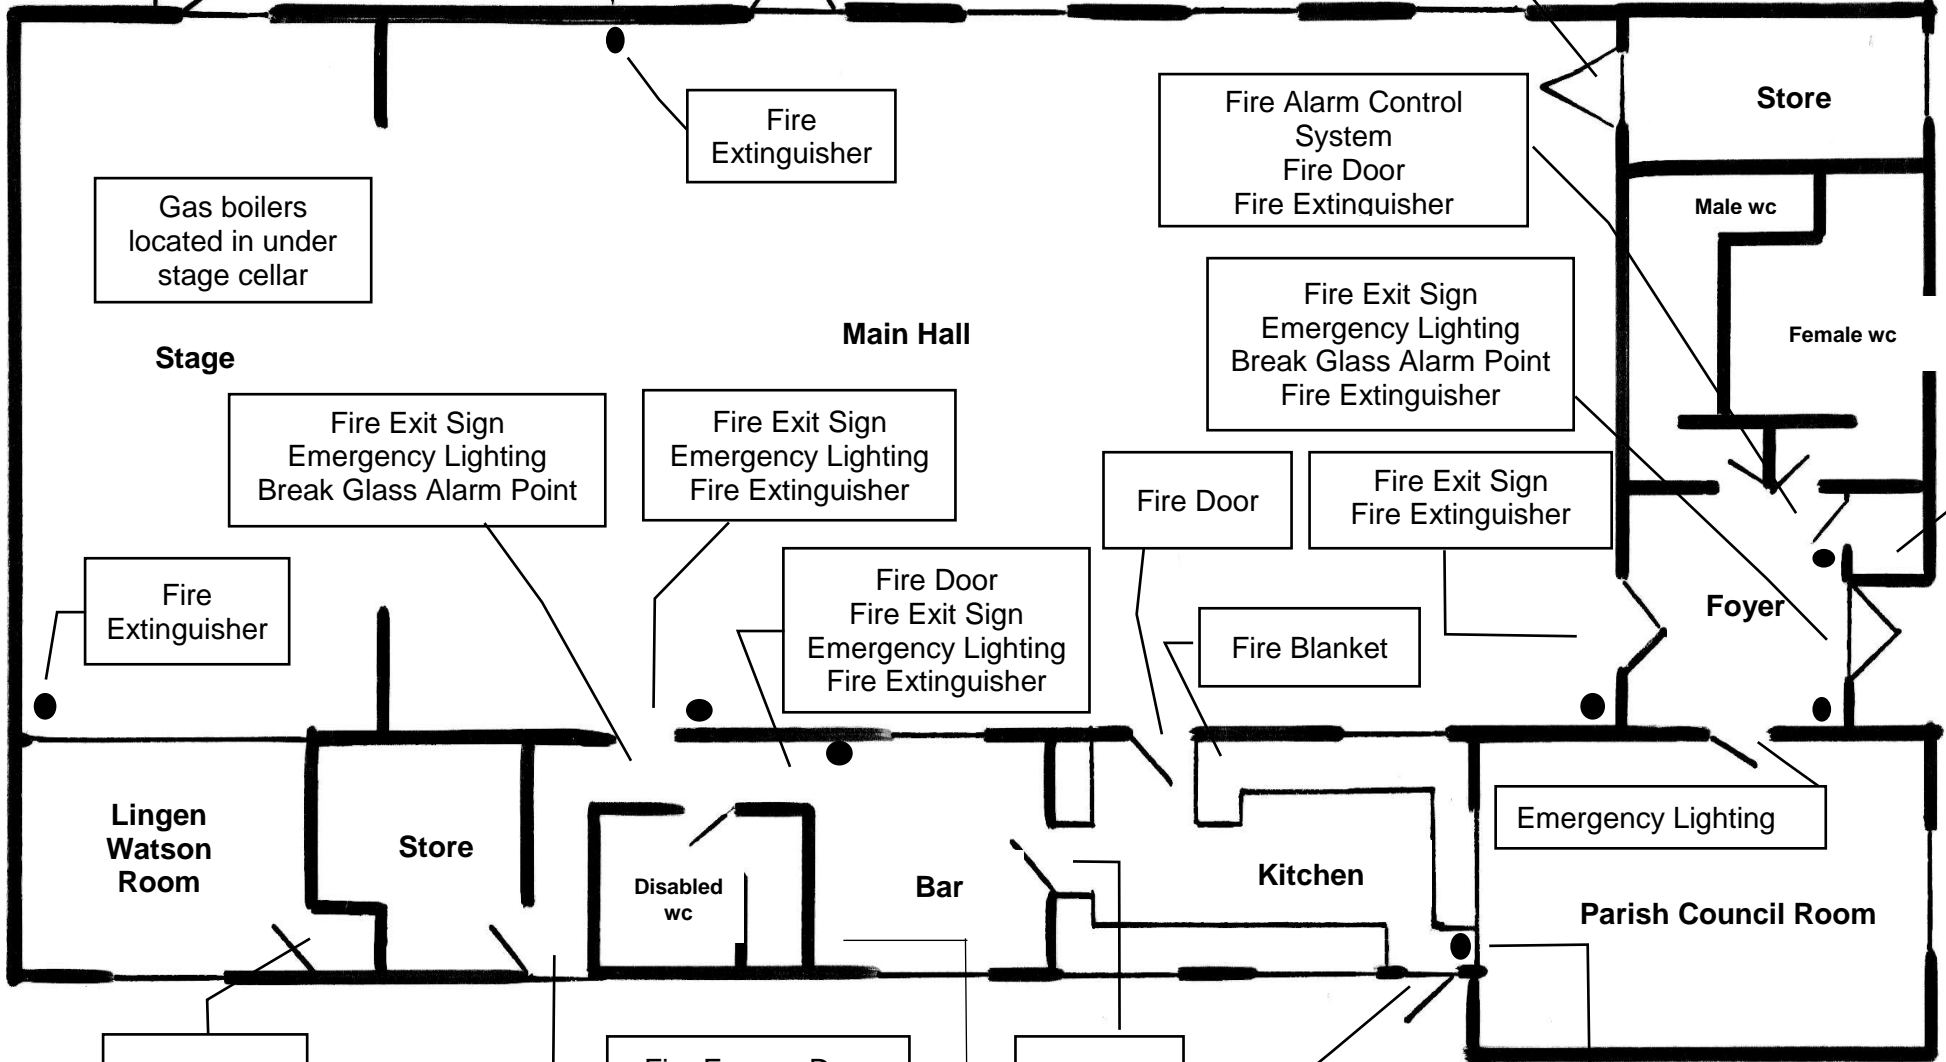 Fire
Extinguisher
Fire Alarm Control
System
Fire Door
Fire Extinguisher
Store
Gas boilers
located in under
stage cellar
Male wc
Fire Exit Sign
Emergency Lighting
Break Glass Alarm Point
Fire Extinguisher
Female wc
Main Hall
Stage
Fire Exit Sign
Emergency Lighting
Break Glass Alarm Point
Fire Exit Sign
Emergency Lighting
Fire Extinguisher
Fire Door
Fire Exit Sign
Fire Extinguisher
Fire
Extinguisher
Fire Door
Fire Exit Sign
Emergency Lighting
Fire Extinguisher
Fire Blanket
Foyer
Lingen
Watson
Room
Store
Disabled
wc
Bar
Kitchen
Emergency Lighting
Parish Council Room